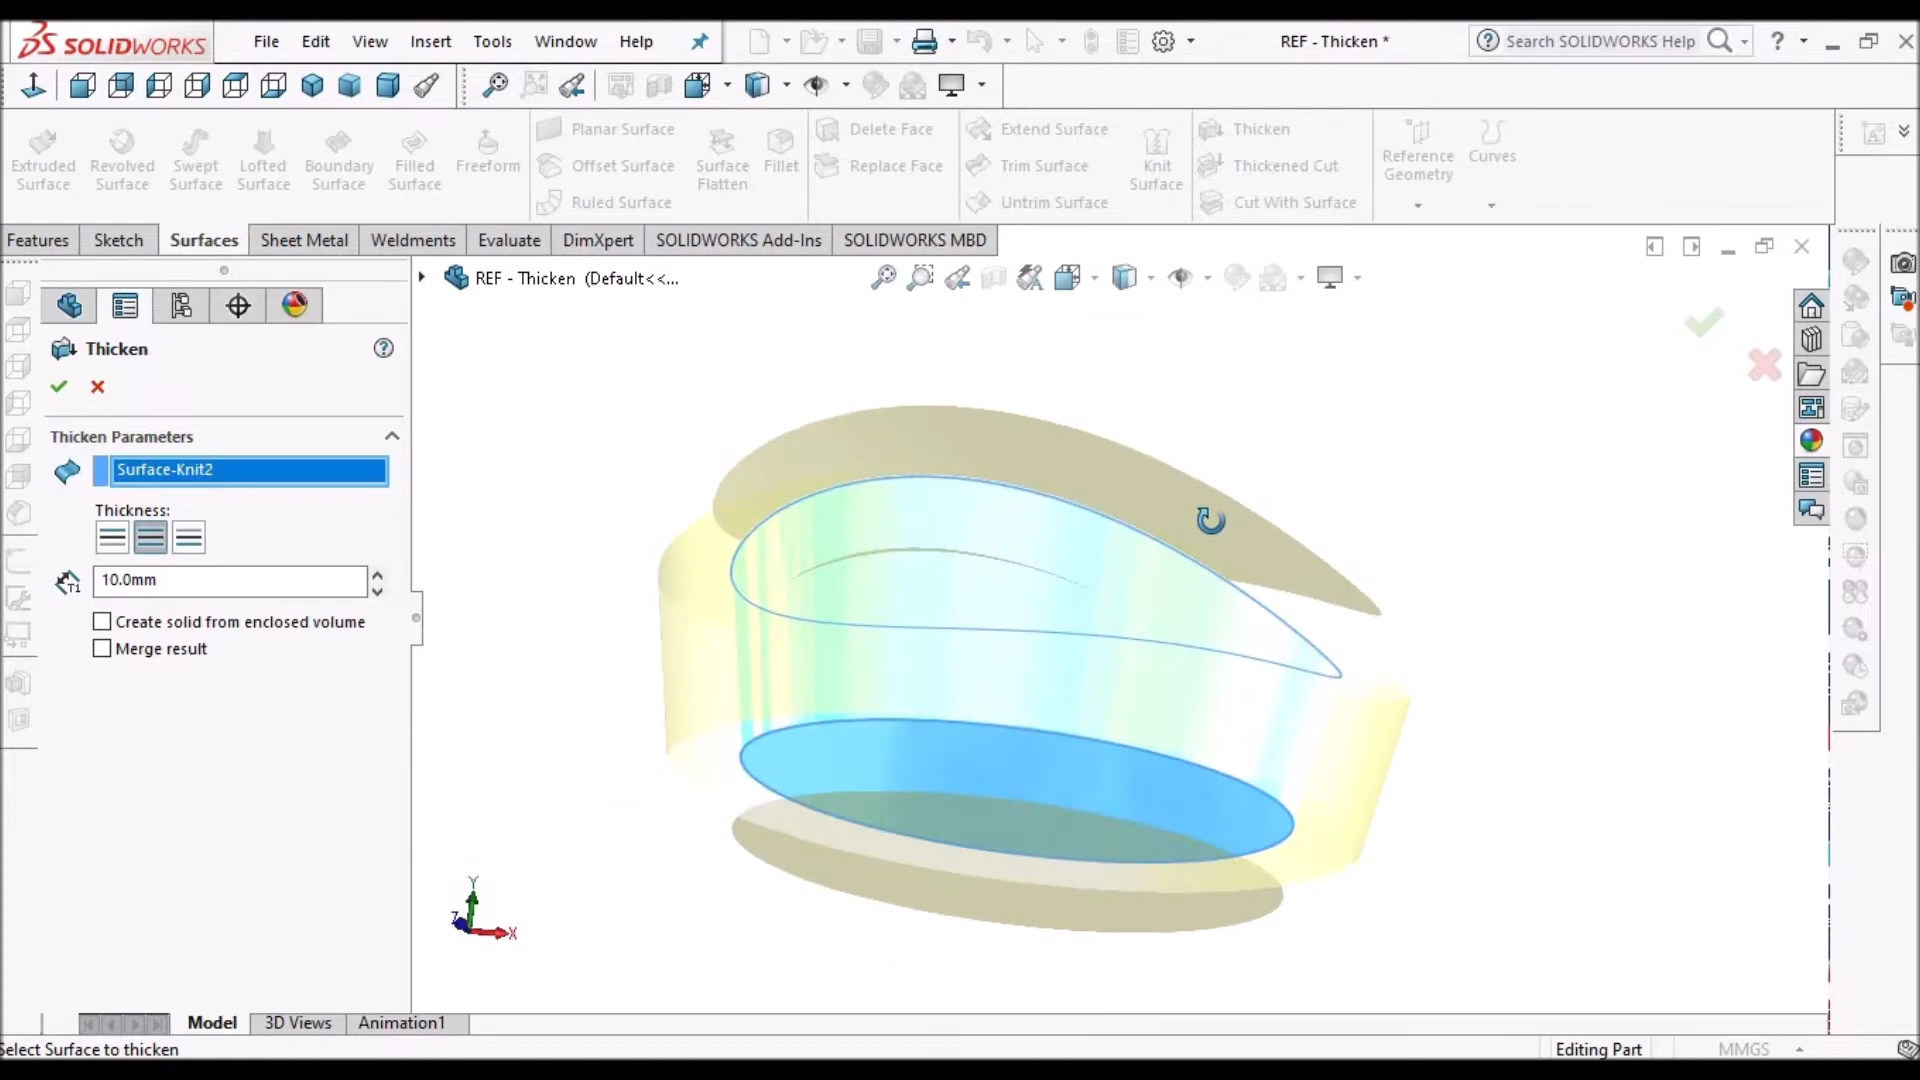 SOLIDWORKS File Edit View Insert Tools Window Help REF - Thicken * Search SOLIDWORKS Help ?
Extruded Surface
Revolved Surface
Swept Surface
Lofted Surface
Boundary Surface
Filled Surface
Freeform
Planar Surface
Offset Surface
Ruled Surface
Surface Flatten
Fillet
Delete Face
Replace Face
Extend Surface
Trim Surface
Untrim Surface
Knit Surface
Thicken
Thickened Cut
Cut With Surface
Reference Geometry
Curves
Features Sketch Surfaces Sheet Metal Weldments Evaluate DimXpert SOLIDWORKS Add-Ins SOLIDWORKS MBD
REF - Thicken (Default<<...
Thicken
Thicken Parameters
Surface-Knit2
Thickness:
T1 10.0mm
Create solid from enclosed volume
Merge result
Y
Z
X
Model 3D Views Animation1
Select Surface to thicken Editing Part MMGS